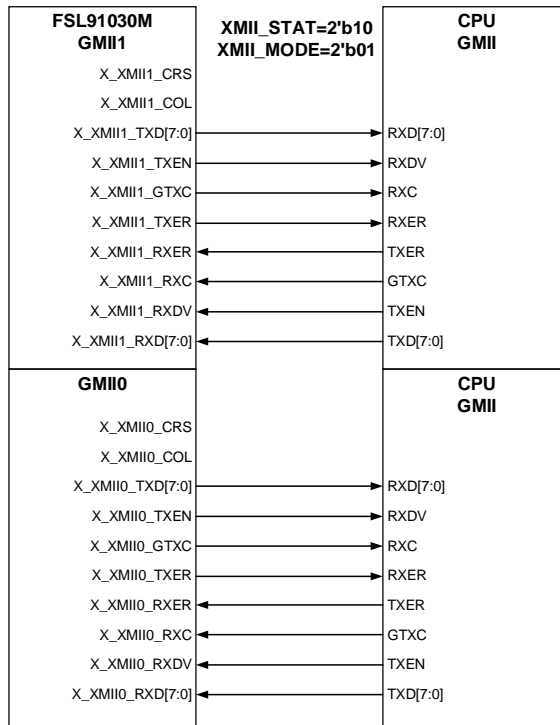 FSL91030M
GMII1
XMII_STAT=2'b10
XMII_MODE=2'b01
CPU
GMII
X_XMII1_CRS
X_XMII1_COL
X_XMII1_TXD[7:0] RXD[7:0]
X_XMII1_TXEN RXDV
X_XMII1_GTXC RXC
X_XMII1_TXER RXER
X_XMII1_RXER TXER
X_XMII1_RXC GTXC
X_XMII1_RXDV TXEN
X_XMII1_RXD[7:0] TXD[7:0]
GMII0
CPU
GMII
X_XMII0_CRS
X_XMII0_COL
X_XMII0_TXD[7:0] RXD[7:0]
X_XMII0_TXEN RXDV
X_XMII0_GTXC RXC
X_XMII0_TXER RXER
X_XMII0_RXER TXER
X_XMII0_RXC GTXC
X_XMII0_RXDV TXEN
X_XMII0_RXD[7:0] TXD[7:0]